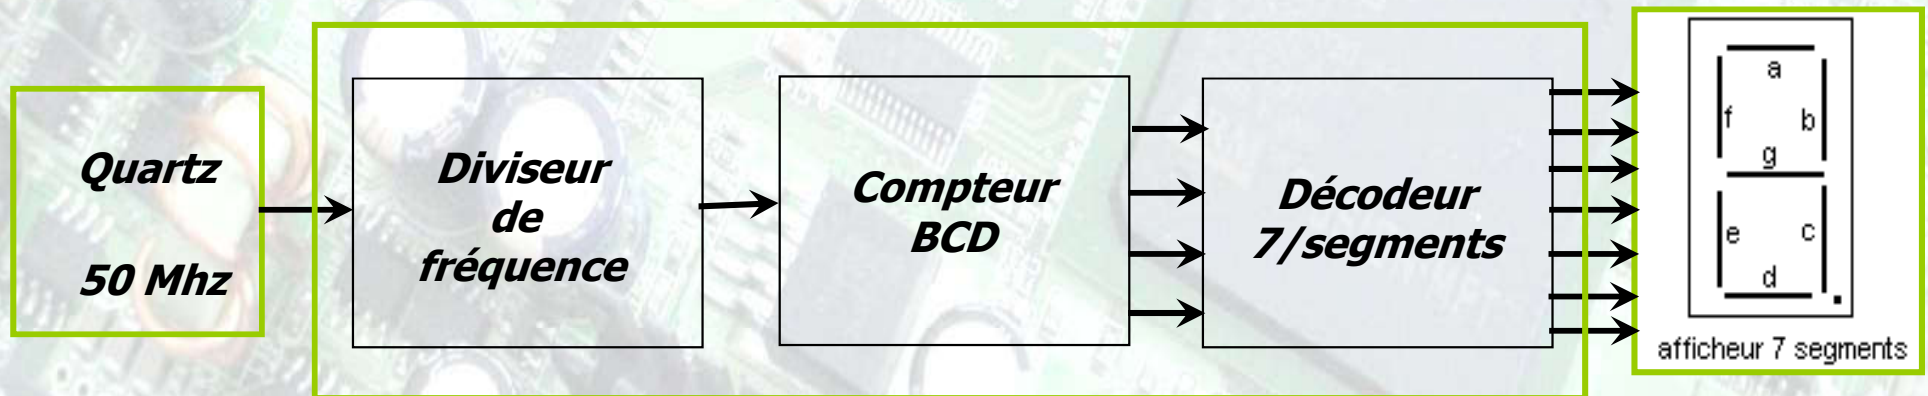 Quartz
50 Mhz
Diviseur
de
fréquence
Compteur
BCD
Décodeur
7/segments
a
f
b
g
e
c
d
afficheur 7 segments